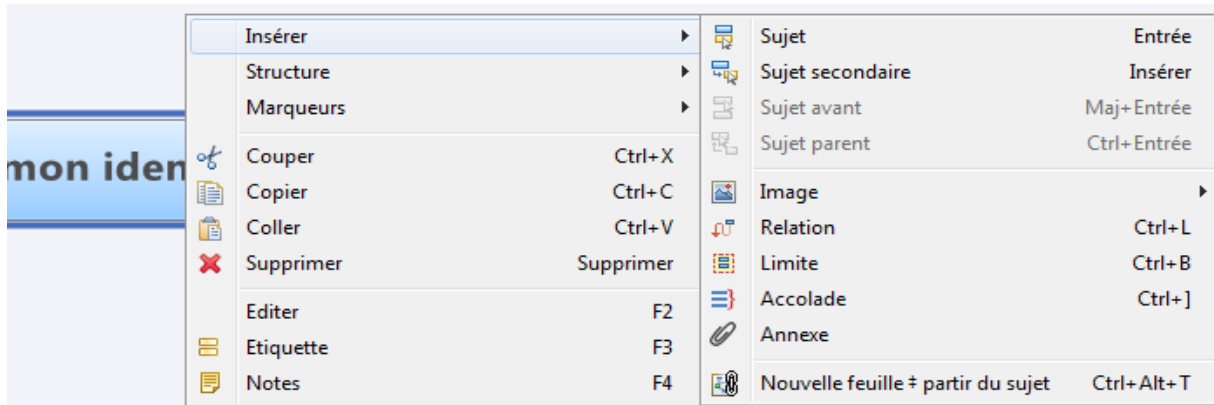 mon iden
Insérer
Structure
Marqueurs
Couper Ctrl+X
Copier Ctrl+C
Coller Ctrl+V
Supprimer Supprimer
Editer F2
Etiquette F3
Notes F4
Sujet Entrée
Sujet secondaire Insérer
Sujet avant Maj+Entrée
Sujet parent Ctrl+Entrée
Image
Relation Ctrl+L
Limite Ctrl+B
Accolade Ctrl+]
Annexe
Nouvelle feuille ‡ partir du sujet Ctrl+Alt+T